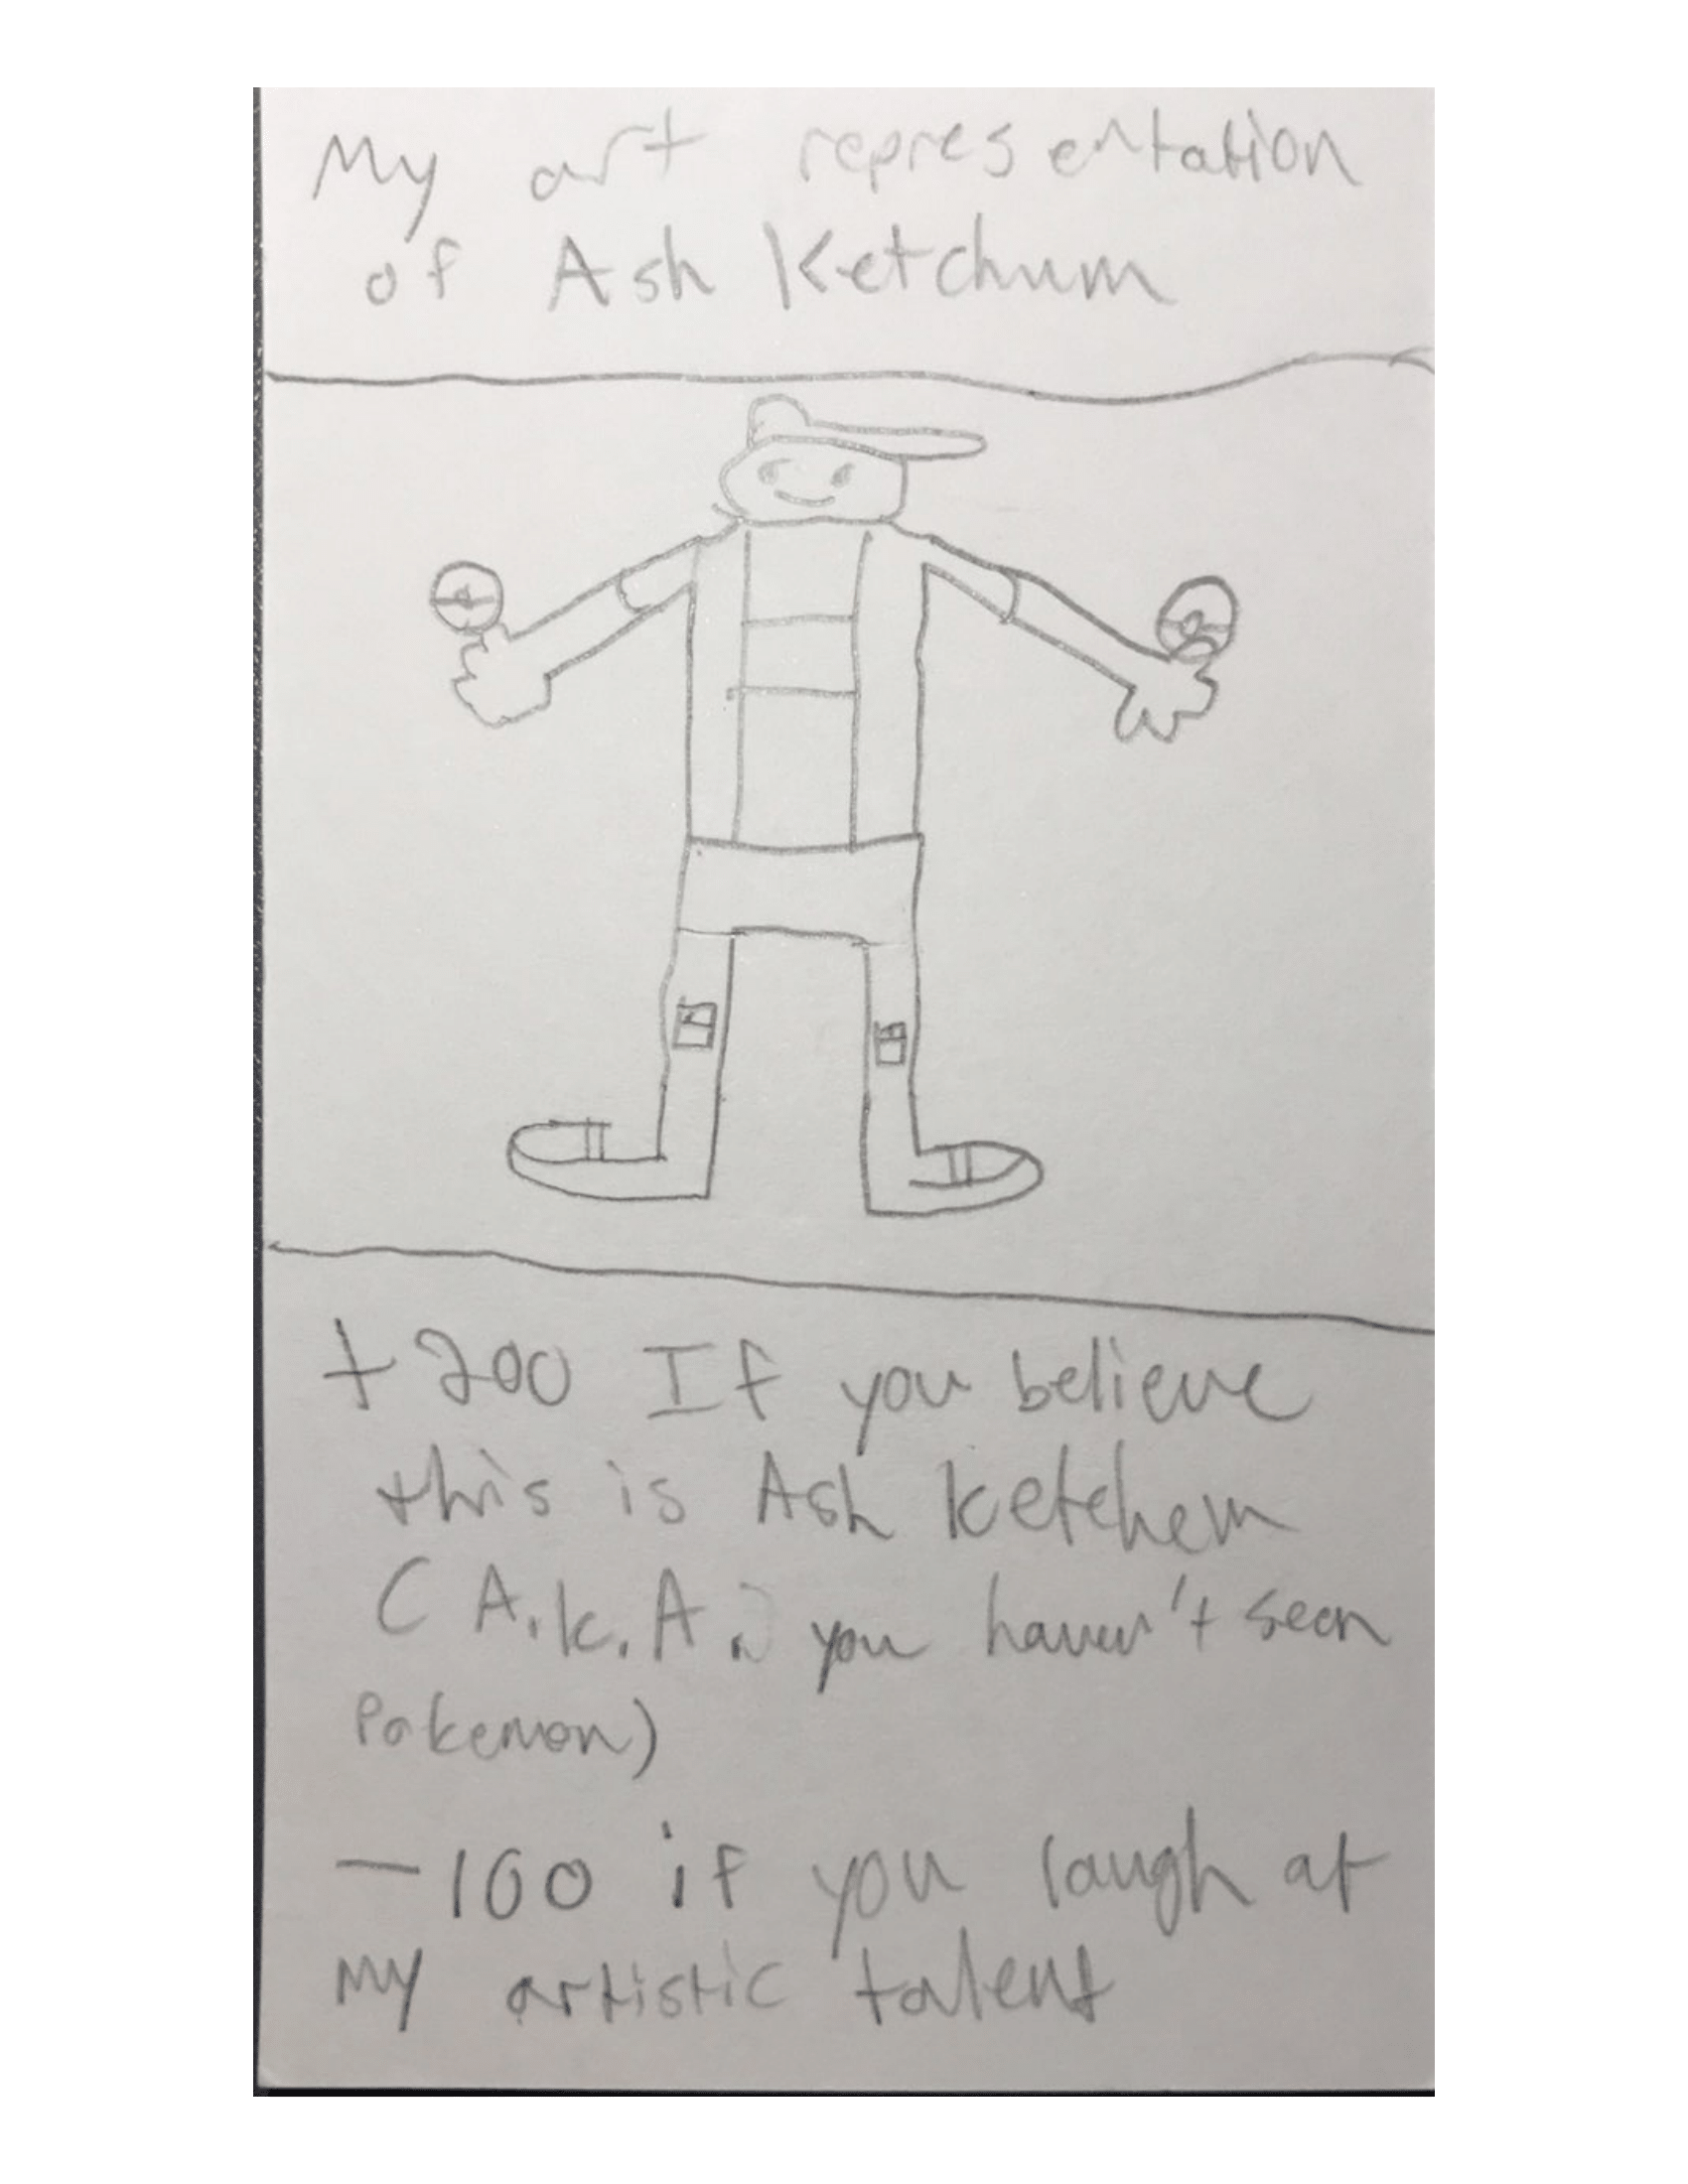 My art representation
of Ash Ketchum
+200 If you believe
this is Ash ketchem
(A.K.A. you haven't seen
Pokemon)
-100 if you laugh at
my artistic talent